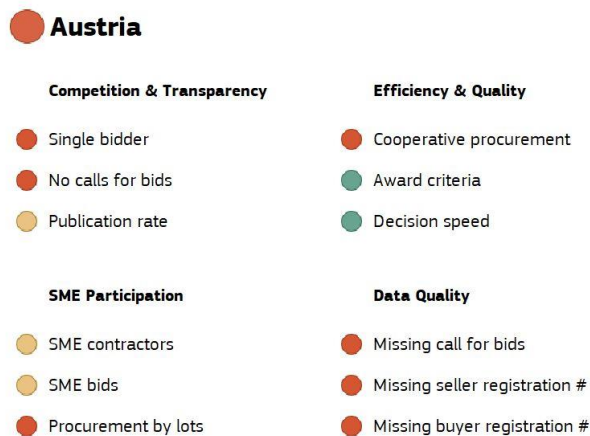 Austria
Competition & Transparency
Single bidder
No calls for bids
Publication rate
Efficiency & Quality
Cooperative procurement
Award criteria
Decision speed
SME Participation
SME contractors
SME bids
Procurement by lots
Data Quality
Missing call for bids
Missing seller registration #
Missing buyer registration #